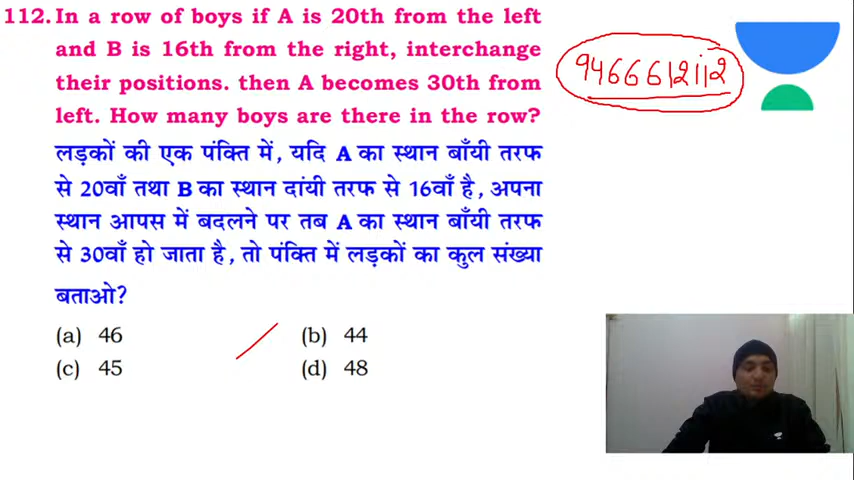 112. In a row of boys if A is 20th from the left
and B is 16th from the right, interchange
their positions. then A becomes 30th from
left. How many boys are there in the row?
लड़कों की एक पंक्ति में, यदि A का स्थान बाँयी तरफ
से 20वाँ तथा B का स्थान दांयी तरफ से 16वाँ है, अपना
स्थान आपस में बदलने पर तब A का स्थान बाँयी तरफ
से 30वाँ हो जाता है, तो पंक्ति में लड़कों का कुल संख्या
बताओ?
(a) 46 (b) 44
(c) 45 (d) 48
9466612112